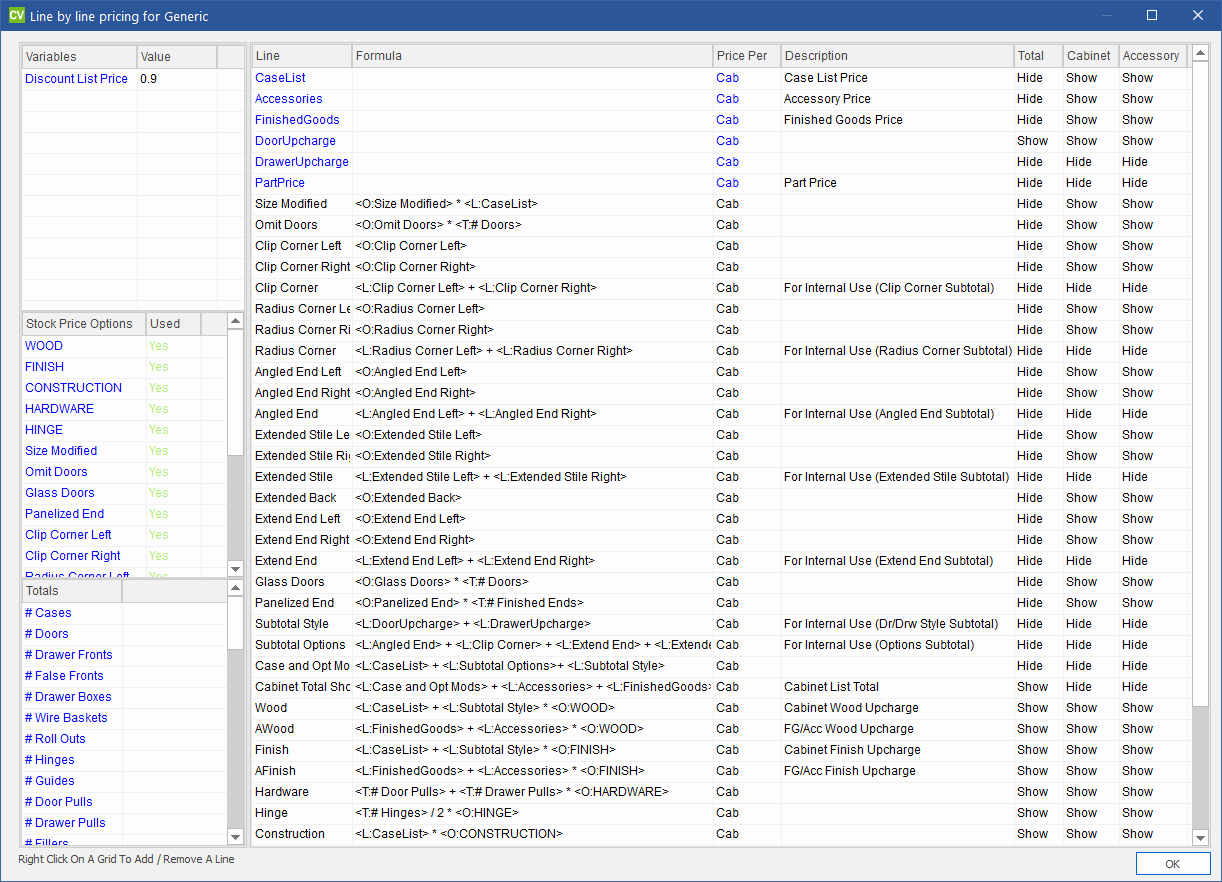 CV Line by line pricing for Generic
Variables Value
Discount List Price 0.9
Stock Price Options Used
WOOD Yes
FINISH Yes
CONSTRUCTION Yes
HARDWARE Yes
HINGE Yes
Size Modified Yes
Omit Doors Yes
Glass Doors Yes
Panelized End Yes
Clip Corner Left Yes
Clip Corner Right Yes
Radius Corner Left Yes
Totals
# Cases
# Doors
# Drawer Fronts
# False Fronts
# Drawer Boxes
# Wire Baskets
# Roll Outs
# Hinges
# Guides
# Door Pulls
# Drawer Pulls
# Fillers
Line Formula Price Per Description Total Cabinet Accessory
CaseList Cab Case List Price Hide Show Show
Accessories Cab Accessory Price Hide Show Show
FinishedGoods Cab Finished Goods Price Hide Show Show
DoorUpcharge Cab Show Show Show
DrawerUpcharge Cab Hide Hide Hide
PartPrice Cab Part Price Hide Hide Hide
Size Modified <O:Size Modified> * <L:CaseList> Cab Hide Show Show
Omit Doors <O:Omit Doors> * <T:# Doors> Cab Hide Show Show
Clip Corner Left <O:Clip Corner Left> Cab Hide Show Show
Clip Corner Right <O:Clip Corner Right> Cab Hide Show Show
Clip Corner <L:Clip Corner Left> + <L:Clip Corner Right> Cab For Internal Use (Clip Corner Subtotal) Hide Hide Hide
Radius Corner Le <O:Radius Corner Left> Cab Hide Show Show
Radius Corner Ri <O:Radius Corner Right> Cab Hide Show Show
Radius Corner <L:Radius Corner Left> + <L:Radius Corner Right> Cab For Internal Use (Radius Corner Subtotal) Hide Hide Hide
Angled End Left <O:Angled End Left> Cab Hide Show Show
Angled End Right <O:Angled End Right> Cab Hide Show Show
Angled End <L:Angled End Left> + <L:Angled End Right> Cab For Internal Use (Angled End Subtotal) Hide Hide Hide
Extended Stile Le <O:Extended Stile Left> Cab Hide Show Show
Extended Stile Ri <O:Extended Stile Right> Cab Hide Show Show
Extended Stile <L:Extended Stile Left> + <L:Extended Stile Right> Cab For Internal Use (Extended Stile Subtotal) Hide Hide Hide
Extended Back <O:Extended Back> Cab Hide Show Show
Extend End Left <O:Extend End Left> Cab Hide Show Show
Extend End Right <O:Extend End Right> Cab Hide Show Show
Extend End <L:Extend End Left> + <L:Extend End Right> Cab For Internal Use (Extend End Subtotal) Hide Hide Hide
Glass Doors <O:Glass Doors> * <T:# Doors> Cab Hide Show Show
Panelized End <O:Panelized End> * <T:# Finished Ends> Cab Hide Show Show
Subtotal Style <L:DoorUpcharge> + <L:DrawerUpcharge> Cab For Internal Use (Dr/Drw Style Subtotal) Hide Show Show
Subtotal Options <L:Angled End> + <L:Clip Corner> + <L:Extend End> + <L:Extende Cab For Internal Use (Options Subtotal) Hide Show Show
Case and Opt Mo <L:CaseList> + <L:Subtotal Options>+ <L:Subtotal Style> Cab Hide Show Show
Cabinet Total Sho <L:Case and Opt Mods> + <L:Accessories> + <L:FinishedGoods> Cab Cabinet List Total Show Hide Hide
Wood <L:CaseList> + <L:Subtotal Style> * <O:WOOD> Cab Cabinet Wood Upcharge Show Show Show
AWood <L:FinishedGoods> + <L:Accessories> * <O:WOOD> Cab FG/Acc Wood Upcharge Show Show Show
Finish <L:CaseList> + <L:Subtotal Style> * <O:FINISH> Cab Cabinet Finish Upcharge Show Show Show
AFinish <L:FinishedGoods> + <L:Accessories> * <O:FINISH> Cab FG/Acc Finish Upcharge Show Show Show
Hardware <T:# Door Pulls> + <T:# Drawer Pulls> * <O:HARDWARE> Cab Show Show Show
Hinge <T:# Hinges> / 2 * <O:HINGE> Cab Show Show Show
Construction <L:CaseList> * <O:CONSTRUCTION> Cab Show Show Show
Right Click On A Grid To Add / Remove A Line
OK